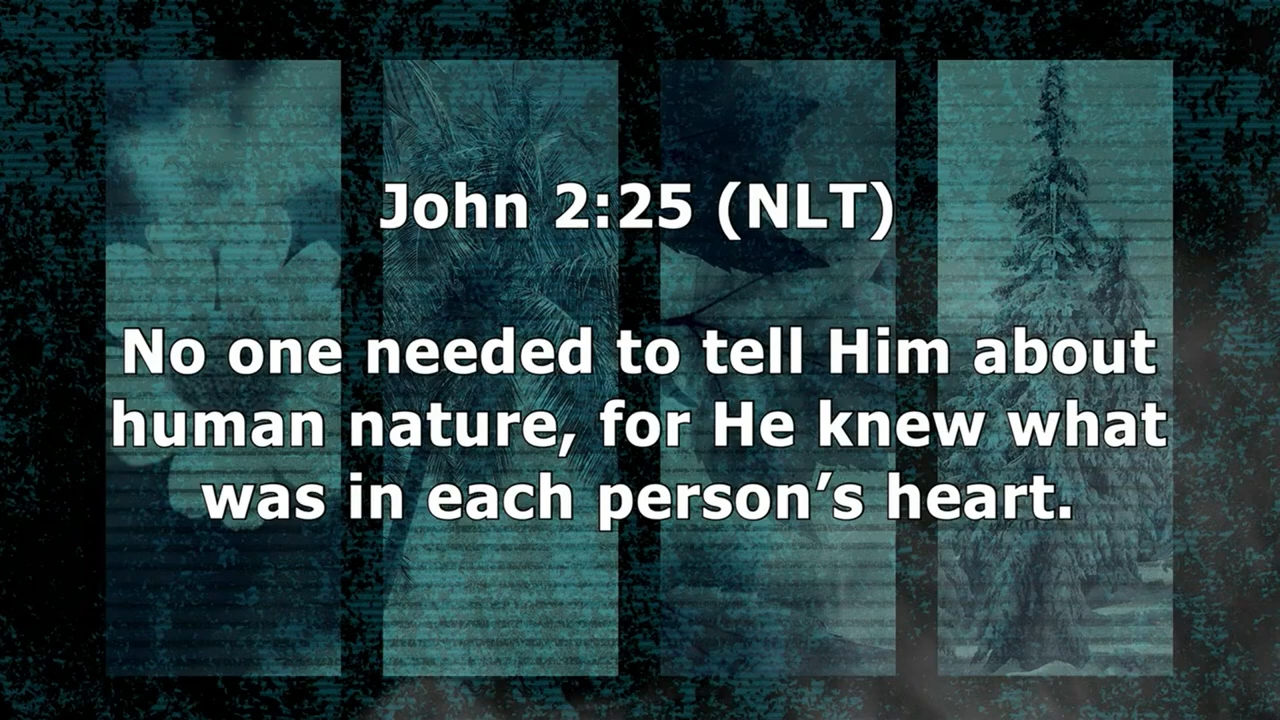 John 2:25 (NLT)
No one needed to tell Him about
human nature, for He knew what
was in each person’s heart.